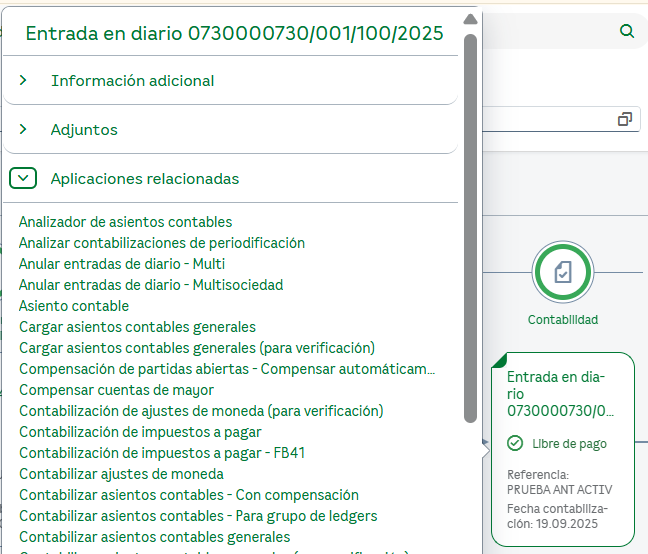 Entrada en diario 0730000730/001/100/2025
Información adicional
Adjuntos
Aplicaciones relacionadas
Analizador de asientos contables
Analizar contabilizaciones de periodificación
Anular entradas de diario - Multi
Anular entradas de diario - Multisociedad
Asiento contable
Cargar asientos contables generales
Cargar asientos contables generales (para verificación)
Compensación de partidas abiertas - Compensar automáticam...
Compensar cuentas de mayor
Contabilización de ajustes de moneda (para verificación)
Contabilización de impuestos a pagar
Contabilización de impuestos a pagar - FB41
Contabilizar ajustes de moneda
Contabilizar asientos contables - Con compensación
Contabilizar asientos contables - Para grupo de ledgers
Contabilizar asientos contables generales
Contabilidad
Entrada en dia-
rio
0730000730/0...
Libre de pago
Referencia:
PRUEBA ANT ACTIV
Fecha contabiliza-
ción: 19.09.2025